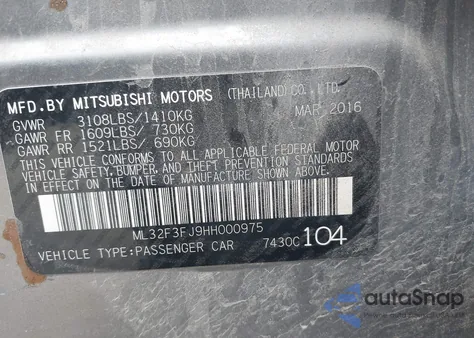 MFD.BY MITSUBISHI MOTORS (THAILAND)CO.,LTD.
GVWR 3108LBS/1410KG MAR 2016
GAWR FR 1609LBS/ 730KG
GAWR RR 1521LBS/ 690KG
THIS VEHICLE CONFORMS TO ALL APPLICABLE
U.S. FEDERAL MOTOR VEHICLE SAFETY,
BUMPER, AND THEFT PREVENTION STANDARDS
IN EFFECT ON THE DATE OF MANUFACTURE
SHOWN ABOVE.
ML32F3FJ9HH000975
VEHICLE TYPE:PASSENGER CAR 7430C 104
autoSnap